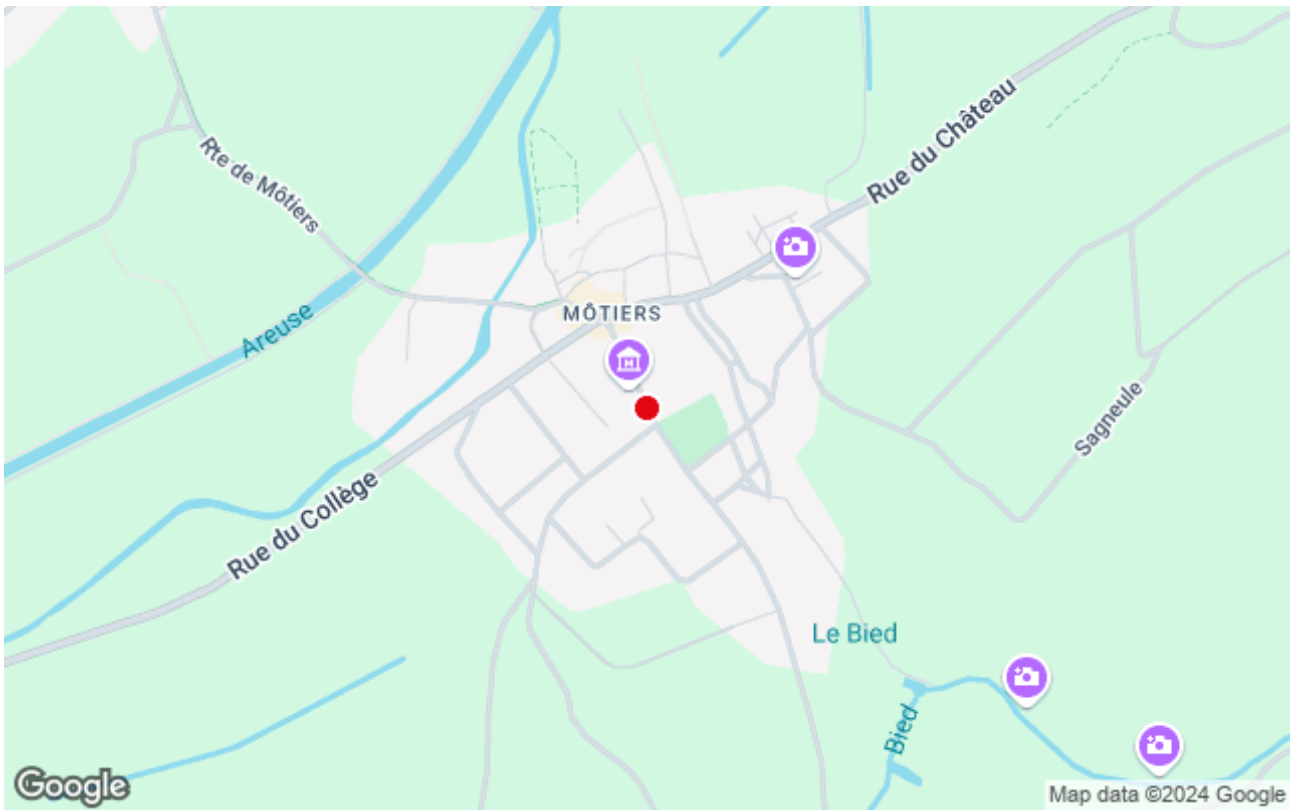 Rue du Château
Rte de Môtiers
MÔTIERS
Areuse
Sagneule
Rue du Collège
Le Bied
Bied
Google
Map data ©2024 Google